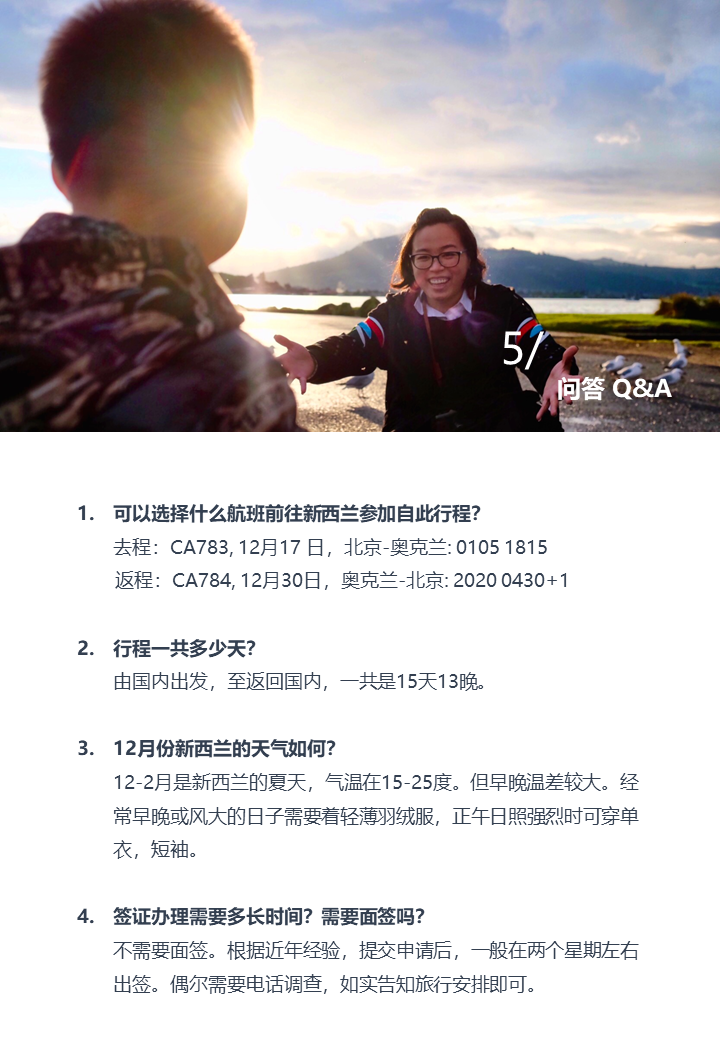 5/
问答 Q&A
1. 可以选择什么航班前往新西兰参加自此行程?
去程：CA783, 12月17 日，北京-奥克兰: 0105 1815
返程：CA784, 12月30日，奥克兰-北京: 2020 0430+1
2. 行程一共多少天?
由国内出发，至返回国内，一共是15天13晚。
3. 12月份新西兰的天气如何?
12-2月是新西兰的夏天，气温在15-25度。但早晚温差较大。经
常早晚或风大的日子需要着轻薄羽绒服，正午日照强烈时可穿单
衣，短袖。
4. 签证办理需要多长时间？需要面签吗?
不需要面签。根据近年经验，提交申请后，一般在两个星期左右
出签。偶尔需要电话调查，如实告知旅行安排即可。